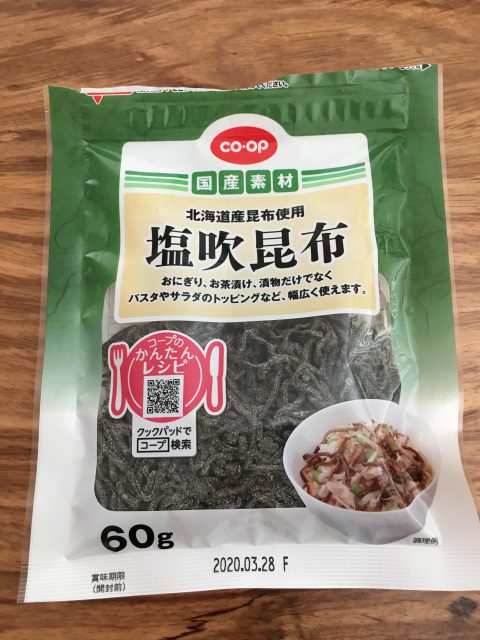 ください。
CO·OP
国産素材
北海道産昆布使用
塩吹昆布
おにぎり、お茶漬け、漬物だけでなく
パスタやサラダのトッピングなど、幅広く使えます。
コープの
かんたん
レシピ
クックパッドで
コープ 検索
60g
調理例
2020.03.28 F
賞味期限
(開封前)